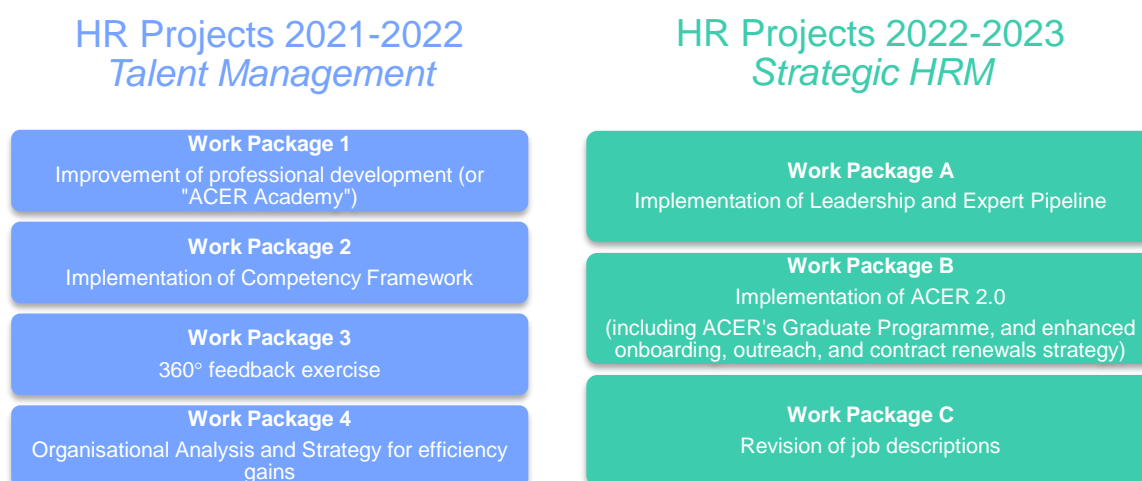 HR Projects 2021-2022
Talent Management
Work Package 1
Improvement of professional development (or
"ACER Academy")
Work Package 2
Implementation of Competency Framework
Work Package 3
360° feedback exercise
Work Package 4
Organisational Analysis and Strategy for efficiency
gains
HR Projects 2022-2023
Strategic HRM
Work Package A
Implementation of Leadership and Expert Pipeline
Work Package B
Implementation of ACER 2.0
(including ACER's Graduate Programme, and enhanced
onboarding, outreach, and contract renewals strategy)
Work Package C
Revision of job descriptions